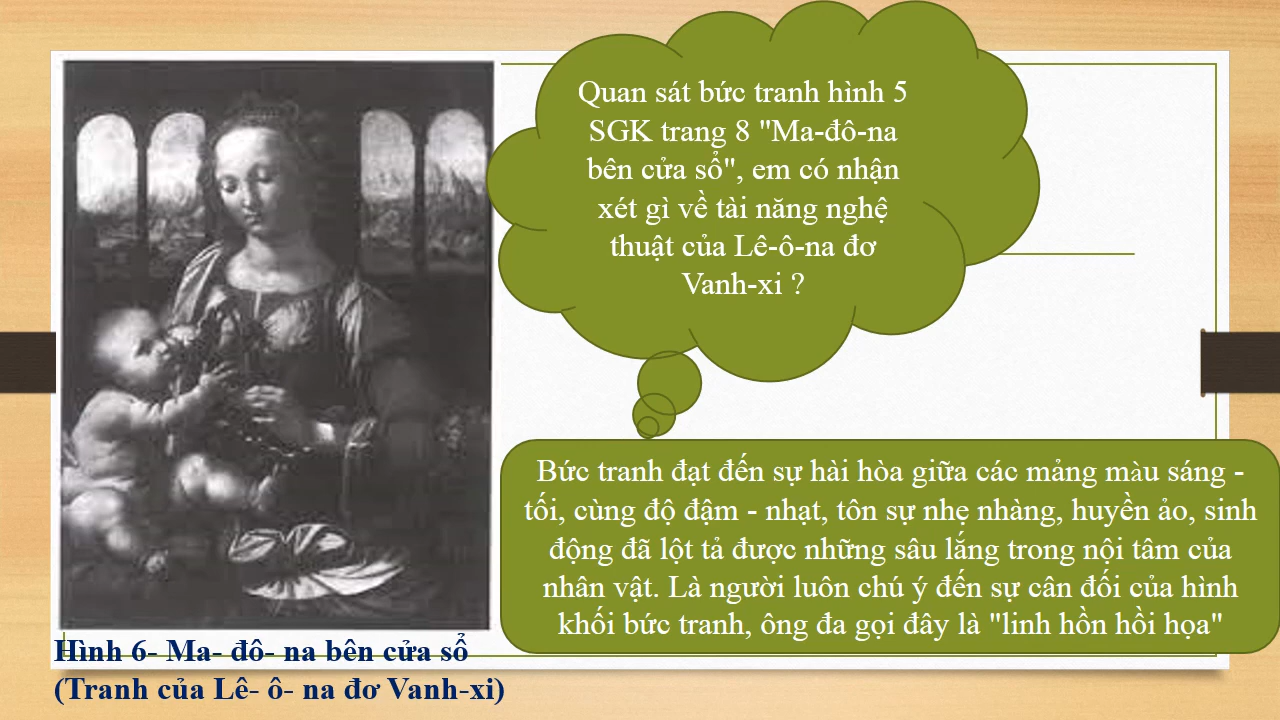 Quan sát bức tranh hình 5
SGK trang 8 "Ma-đô-na
bên cửa sổ", em có nhận
xét gì về tài năng nghệ
thuật của Lê-ô-na đơ
Vanh-xi ?
Bức tranh đạt đến sự hài hòa giữa các mảng màu sáng -
tối, cùng độ đậm - nhạt, tôn sự nhẹ nhàng, huyền ảo, sinh
động đã lột tả được những sâu lắng trong nội tâm của
nhân vật. Là người luôn chú ý đến sự cân đối của hình
khối bức tranh, ông đa gọi đây là "linh hồn hồi họa"
Hình 6- Ma- đô- na bên cửa sổ
(Tranh của Lê- ô- na đơ Vanh-xi)